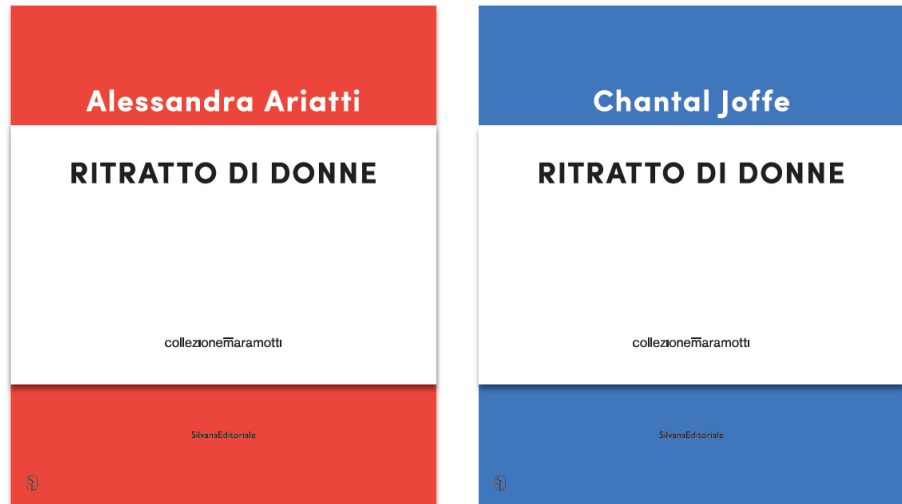 Alessandra Ariatti
RITRATTO DI DONNE
collezionemaramotti
SilvanaEditoriale
Chantal Joffe
RITRATTO DI DONNE
collezionemaramotti
SilvanaEditoriale